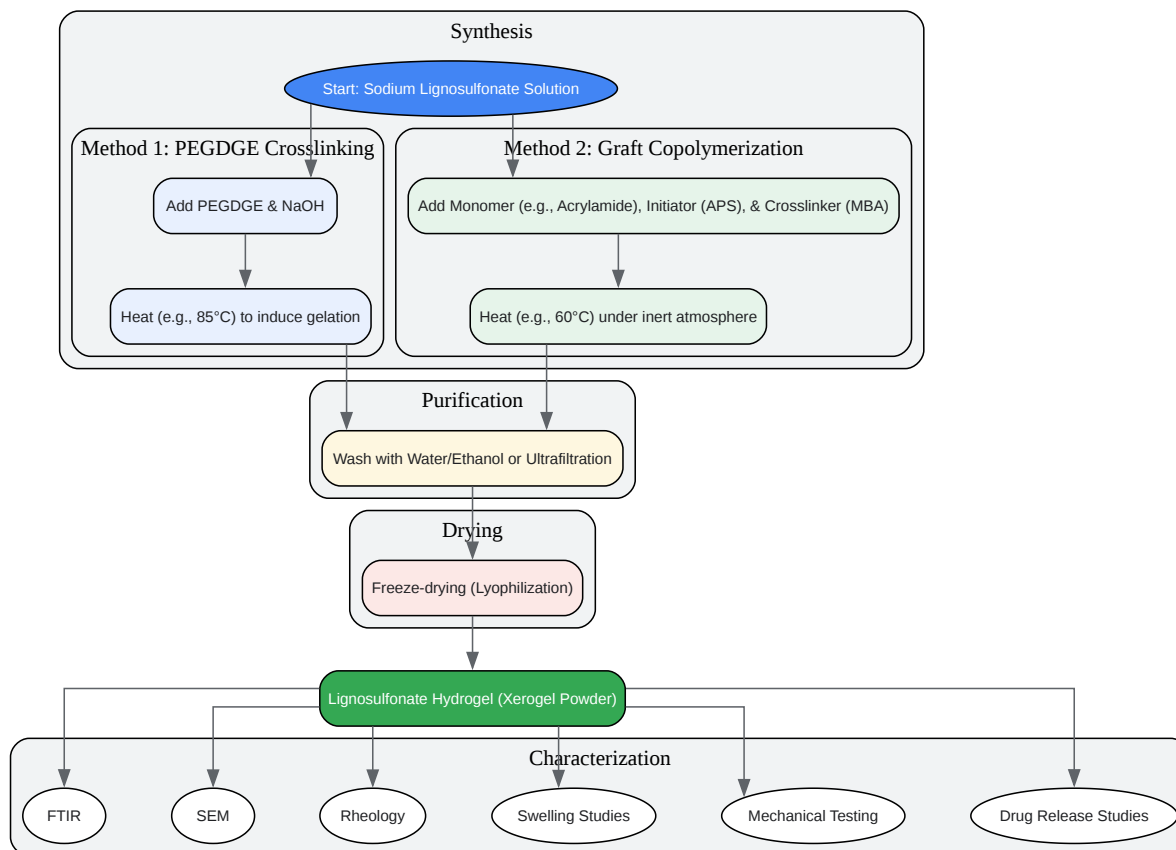 Synthesis
Start: Sodium Lignosulfonate Solution
Method 1: PEGDGE Crosslinking
Method 2: Graft Copolymerization
Add PEGDGE & NaOH
Add Monomer (e.g., Acrylamide), Initiator (APS), & Crosslinker (MBA)
Heat (e.g., 85°C) to induce gelation
Heat (e.g., 60°C) under inert atmosphere
Purification
Wash with Water/Ethanol or Ultrafiltration
Drying
Freeze-drying (Lyophilization)
Lignosulfonate Hydrogel (Xerogel Powder)
Characterization
FTIR
SEM
Rheology
Swelling Studies
Mechanical Testing
Drug Release Studies